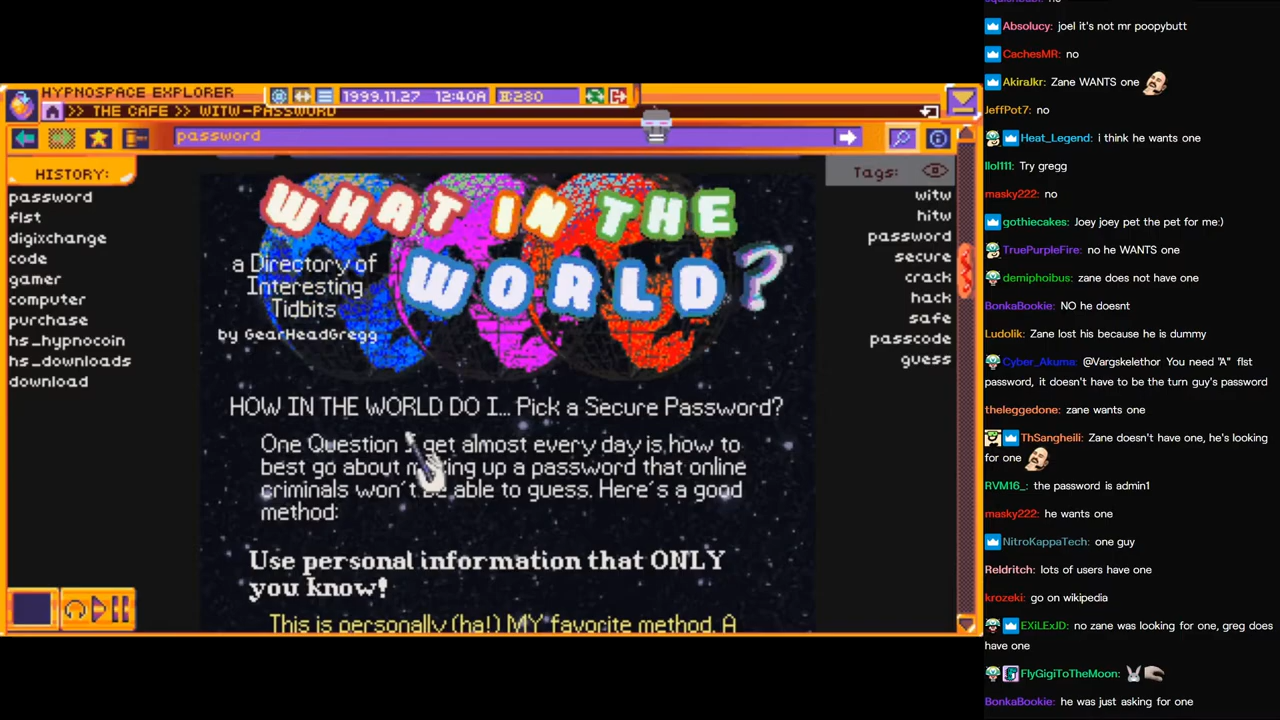 HYPNOSPACE EXPLORER
1999.11.27 12:40A
280
>> THE CAFE >> WITW-PASSWORD
password
HISTORY:
password
flst
digixchange
code
gamer
computer
purchase
hs_hypnocoin
hs_downloads
download
WHAT IN THE
WORLD?
a Directory of
Interesting
Tidbits
by GearHeadGregg
HOW IN THE WORLD DO I... Pick a Secure Password?
One Question I get almost every day is how to
best go about making up a password that online
criminals won't be able to guess. Here's a good
method:
Use personal information that ONLY
you know!
This is personally (ha!) MY favorite method. A
Tags:
witw
hitw
password
secure
crack
hack
safe
passcode
guess
Absolucy: joel it's not mr poopybutt
CachesMR: no
AkiraJkr: Zane WANTS one
JeffPot7: no
Heat_Legend: i think he wants one
llol111: Try gregg
masky222: no
gothiecakes: Joey joey pet the pet for me:)
TruePurpleFire: no he WANTS one
demiphoibus: zane does not have one
BonkaBookie: NO he doesnt
Ludolik: Zane lost his because he is dummy
Cyber_Akuma: @Vargskelethor You need "A" flst
password, it doesn't have to be the turn guy's password
theleggedone: zane wants one
ThSangheili: Zane doesn't have one, he's looking
for one
RVM16_: the password is admin1
masky222: he wants one
NitroKappaTech: one guy
Reldritch: lots of users have one
krozeki: go on wikipedia
EXiLExJD: no zane was looking for one, greg does
have one
FlyGigiToTheMoon:
BonkaBookie: he was just asking for one